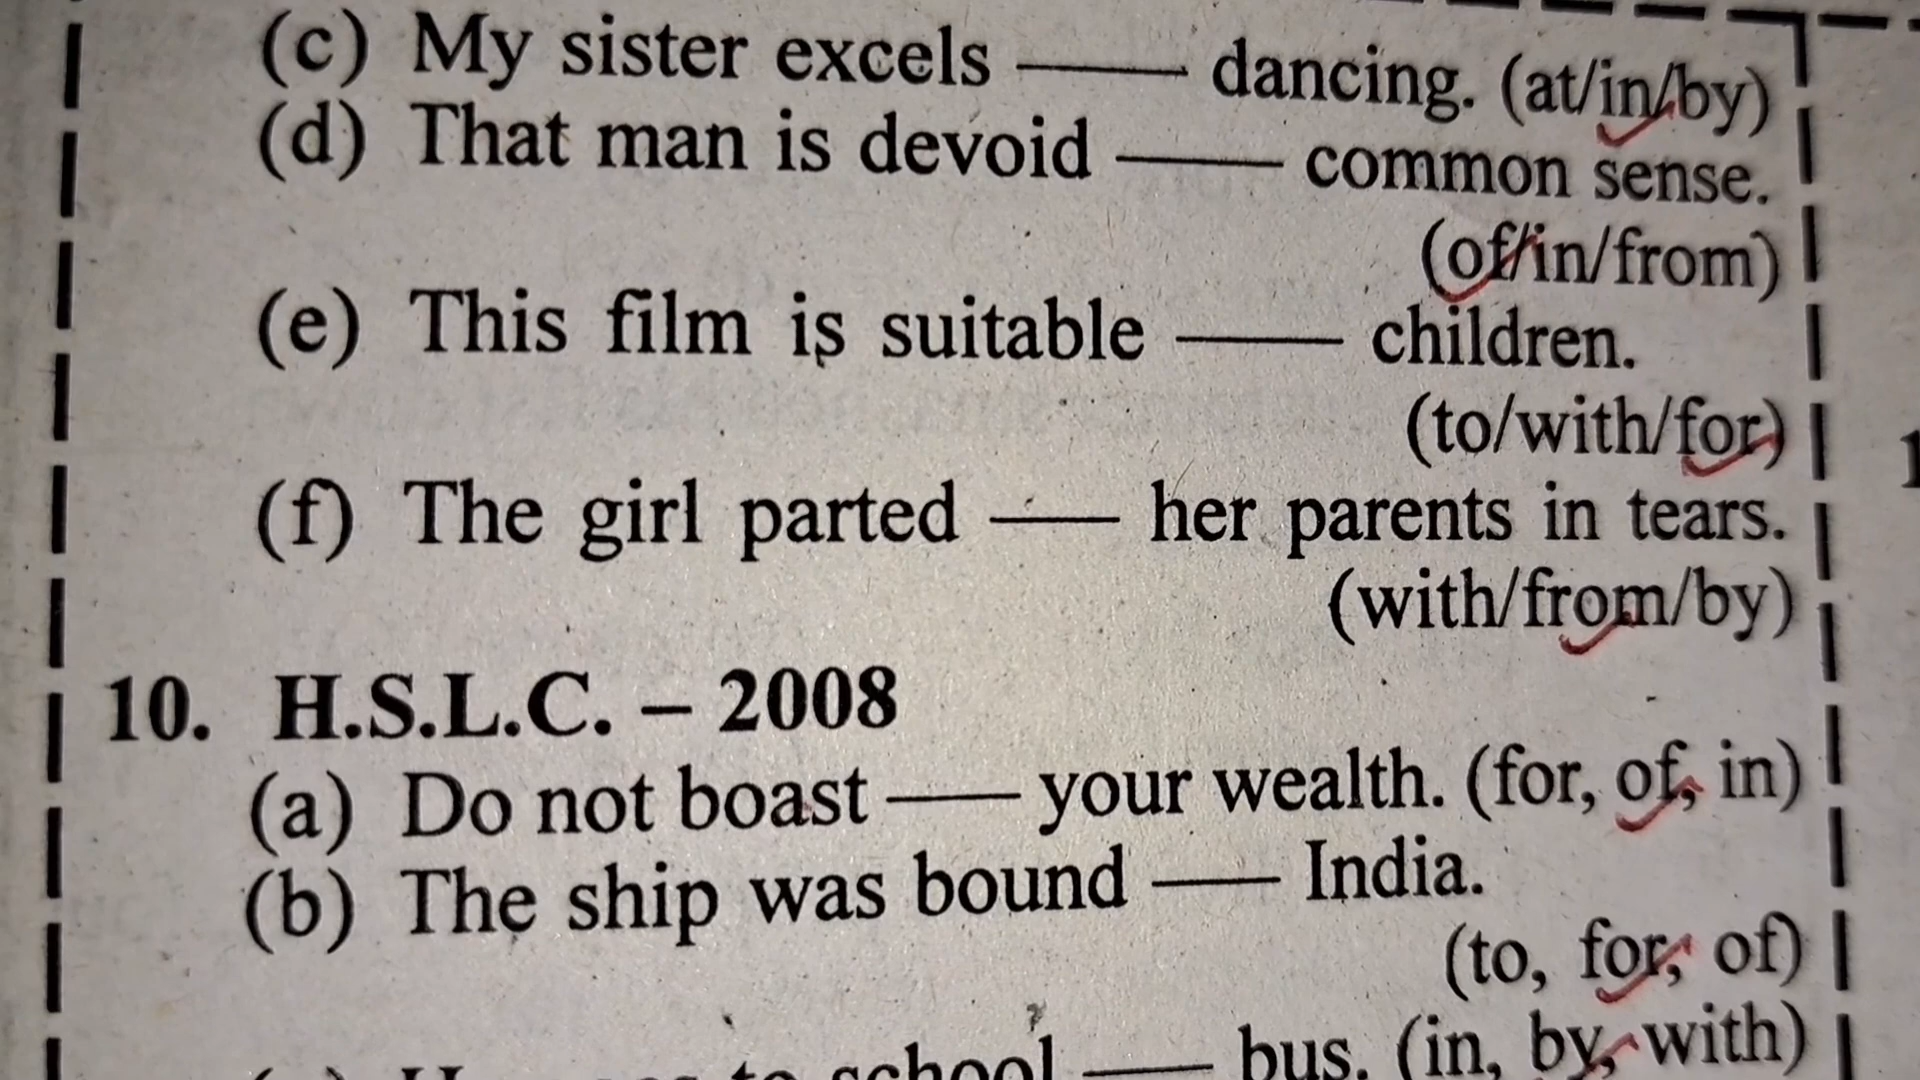 (c) My sister excels —— dancing. (at/in/by)
(d) That man is devoid —— common sense.
(of/in/from)
(e) This film is suitable —— children.
(to/with/for)
(f) The girl parted —— her parents in tears.
(with/from/by)
10. H.S.L.C. – 2008
(a) Do not boast —— your wealth. (for, of, in)
(b) The ship was bound —— India.
(to, for, of)
to school —— bus. (in, by, with)